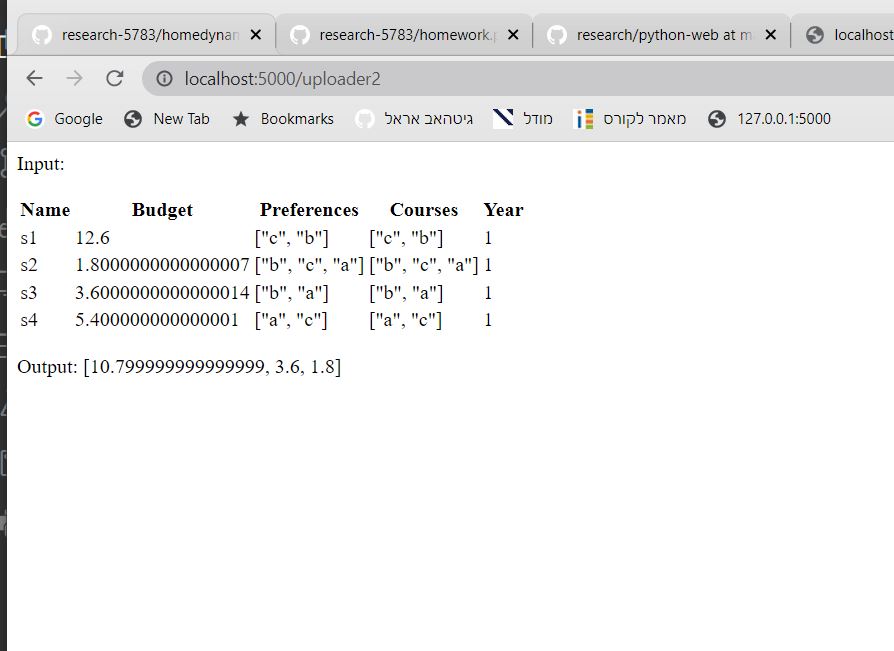 research-5783/homedynan
research-5783/homework.p
research/python-web at m
localhost
localhost:5000/uploader2
Google New Tab Bookmarks גיטהאב אראל מודל מאמר לקורס 127.0.0.1:5000
Input:
Name Budget Preferences Courses Year
s1 12.6 ["c", "b"] ["c", "b"] 1
s2 1.8000000000000007 ["b", "c", "a"] ["b", "c", "a"] 1
s3 3.6000000000000014 ["b", "a"] ["b", "a"] 1
s4 5.400000000000001 ["a", "c"] ["a", "c"] 1
Output: [10.799999999999999, 3.6, 1.8]